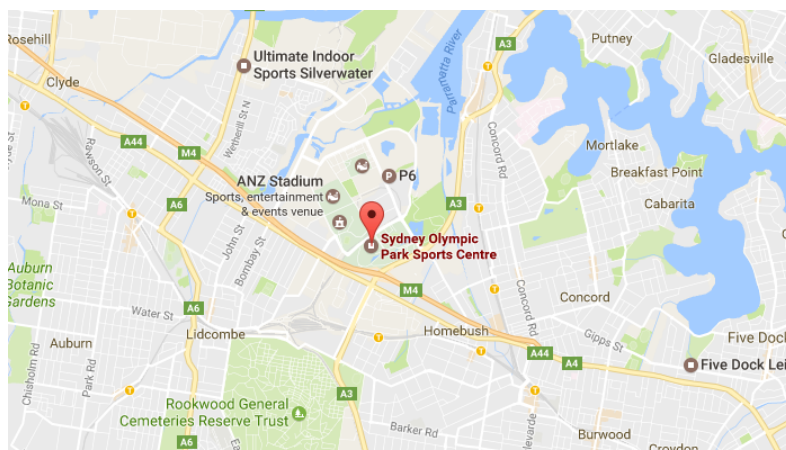 Rosehill
A3
Putney
Ultimate Indoor
Sports Silverwater
Gladesville
Clyde
Parramatta River
Wetherill St N
A44
M4
Concord Rd
Mortlake
Rawson St
ANZ Stadium
P P6
Breakfast Point
Sports, entertainment
& events venue
Mona St
A6
A3
Cabarita
John St
Bombay St
Sydney Olympic
Park Sports Centre
Auburn
Botanic
Gardens
M4
Concord
A6
Water St
Concord Rd
Lidcombe
Homebush
Gipps St
Auburn
Five Dock
A44
A4
Five Dock Lei
Chisholm Rd
Park Rd
A3
Rookwood General
Cemeteries Reserve Trust
Barker Rd
A6
Burwood
Croydon